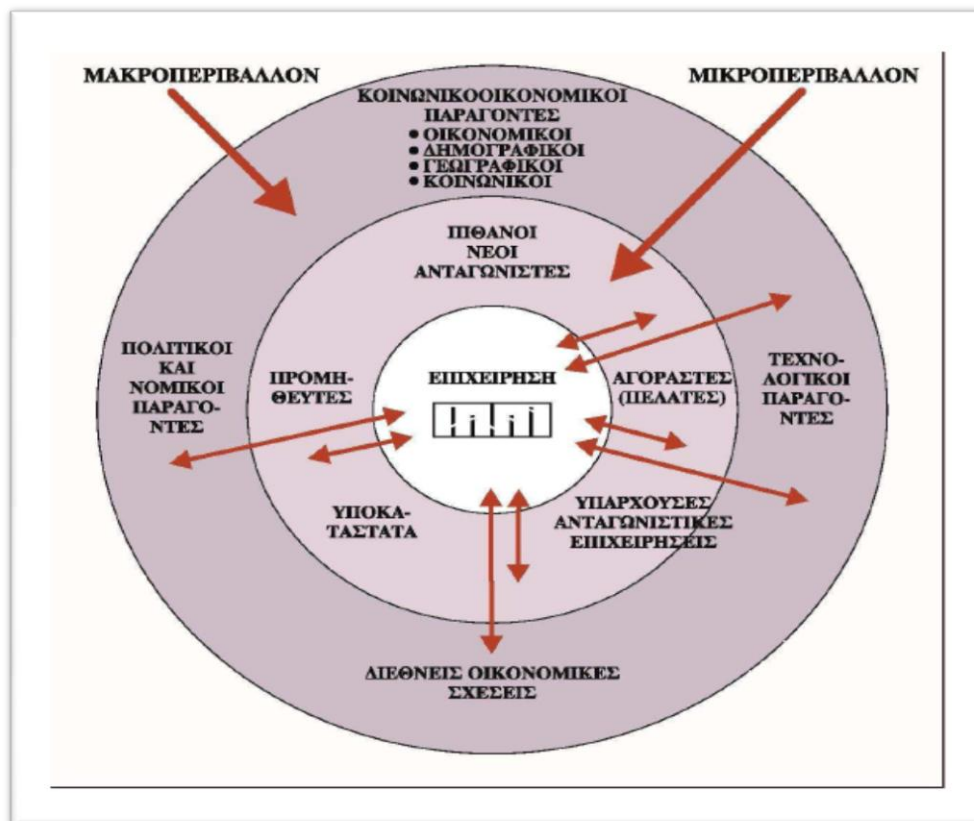 ΜΑΚΡΟΠΕΡΙΒΑΛΛΟΝ
ΜΙΚΡΟΠΕΡΙΒΑΛΛΟΝ
ΚΟΙΝΩΝΙΚΟΟΙΚΟΝΟΜΙΚΟΙ
ΠΑΡΑΓΟΝΤΕΣ
• ΟΙΚΟΝΟΜΙΚΟΙ
• ΔΗΜΟΓΡΑΦΙΚΟΙ
• ΓΕΩΓΡΑΦΙΚΟΙ
• ΚΟΙΝΩΝΙΚΟΙ
ΠΙΘΑΝΟΙ
ΝΕΟΙ
ΑΝΤΑΓΩΝΙΣΤΕΣ
ΠΟΛΙΤΙΚΟΙ
ΚΑΙ
ΝΟΜΙΚΟΙ
ΠΑΡΑΓΟ-
ΝΤΕΣ
ΠΡΟΜΗ-
ΘΕΥΤΕΣ
ΕΠΙΧΕΙΡΗΣΗ
ΑΓΟΡΑΣΤΕΣ
(ΠΕΛΑΤΕΣ)
ΤΕΧΝΟ-
ΛΟΓΙΚΟΙ
ΠΑΡΑΓΟ-
ΝΤΕΣ
ΥΠΟΚΑ-
ΤΑΣΤΑΤΑ
ΥΠΑΡΧΟΥΣΕΣ
ΑΝΤΑΓΩΝΙΣΤΙΚΕΣ
ΕΠΙΧΕΙΡΗΣΕΙΣ
ΔΙΕΘΝΕΙΣ ΟΙΚΟΝΟΜΙΚΕΣ
ΣΧΕΣΕΙΣ